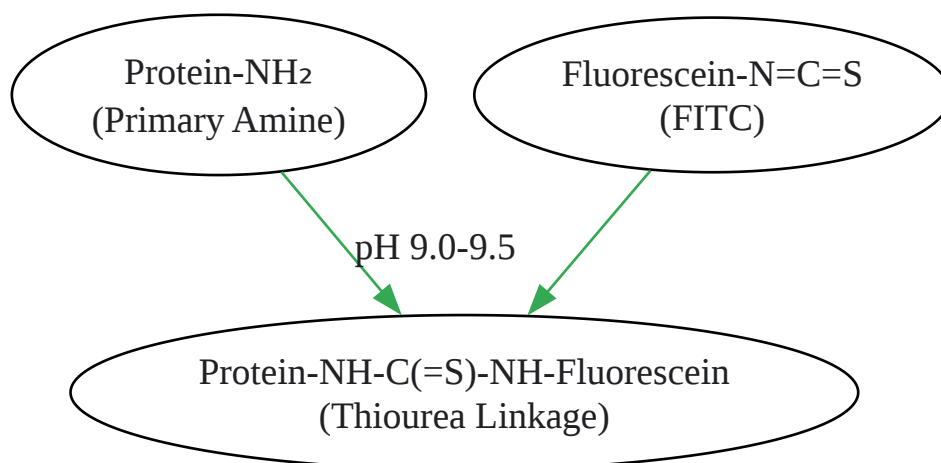 Protein-NH₂
(Primary Amine)
Fluorescein-N=C=S
(FITC)
pH 9.0-9.5
Protein-NH-C(=S)-NH-Fluorescein
(Thiourea Linkage)